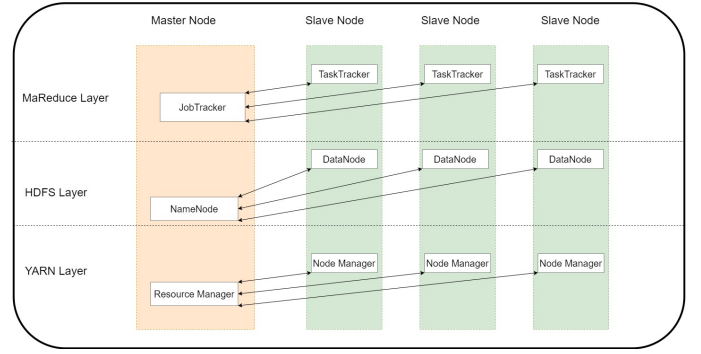 Master Node
Slave Node
Slave Node
Slave Node
MaReduce Layer
TaskTracker
TaskTracker
TaskTracker
JobTracker
HDFS Layer
DataNode
DataNode
DataNode
NameNode
YARN Layer
Node Manager
Node Manager
Node Manager
Resource Manager